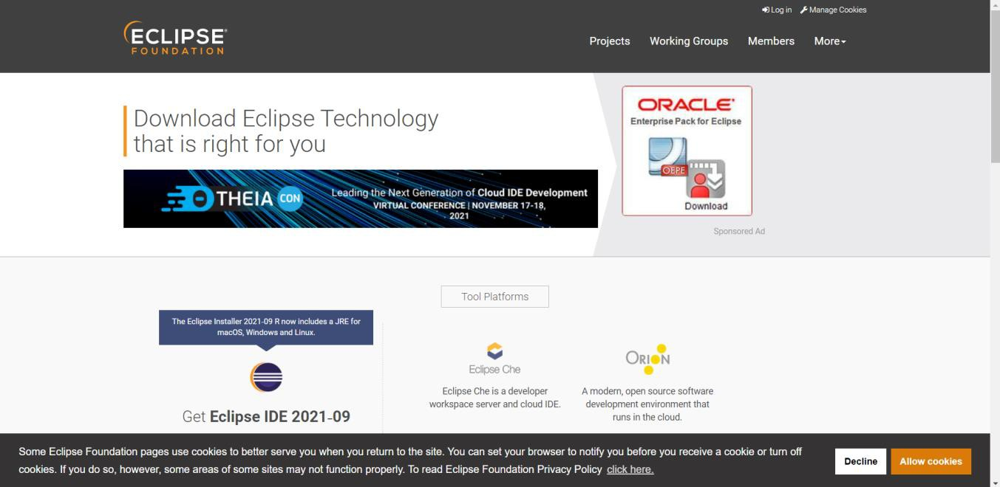 Log in Manage Cookies
ECLIPSE
FOUNDATION
Projects Working Groups Members More
Download Eclipse Technology
that is right for you
THEIA CON
Leading the Next Generation of Cloud IDE Development
VIRTUAL CONFERENCE | NOVEMBER 17-18,
2021
ORACLE
Enterprise Pack for Eclipse
OEPE
Download
Sponsored Ad
Tool Platforms
The Eclipse Installer 2021-09 R now includes a JRE for
macOS, Windows and Linux.
Get Eclipse IDE 2021-09
Eclipse Che
Eclipse Che is a developer
workspace server and cloud IDE.
ORION
A modern, open source software
development environment that
runs in the cloud.
Some Eclipse Foundation pages use cookies to better serve you when you return to the site. You can set your browser to notify you before you receive a cookie or turn off
cookies. If you do so, however, some areas of some sites may not function properly. To read Eclipse Foundation Privacy Policy click here.
Decline Allow cookies